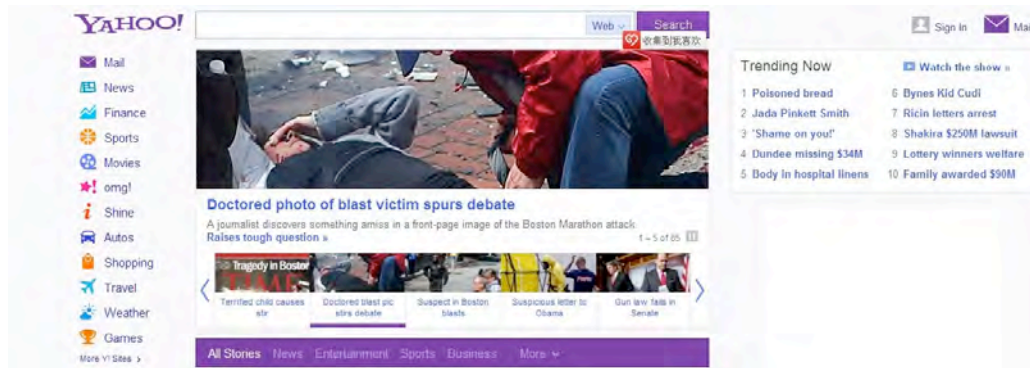 YAHOO!
Web
Search
收集到我喜欢
Sign In
Mai
Mail
News
Finance
Sports
Movies
omg!
Shine
Autos
Shopping
Travel
Weather
Games
More Y! Sites >
Doctored photo of blast victim spurs debate
A journalist discovers something amiss in a front-page image of the Boston Marathon attack.
Raises tough question »
1 – 5 of 85
Tragedy in Boston
TIME
Terrified child causes
stir
Doctored blast pic
stirs debate
Suspect in Boston
blasts
Suspicious letter to
Obama
Gun law fails in
Senate
All Stories News Entertainment Sports Business More
Trending Now
Watch the show »
1 Poisoned bread
2 Jada Pinkett Smith
3 'Shame on you!'
4 Dundee missing $34M
5 Body in hospital linens
6 Bynes Kid Cudi
7 Ricin letters arrest
8 Shakira $250M lawsuit
9 Lottery winners welfare
10 Family awarded $90M